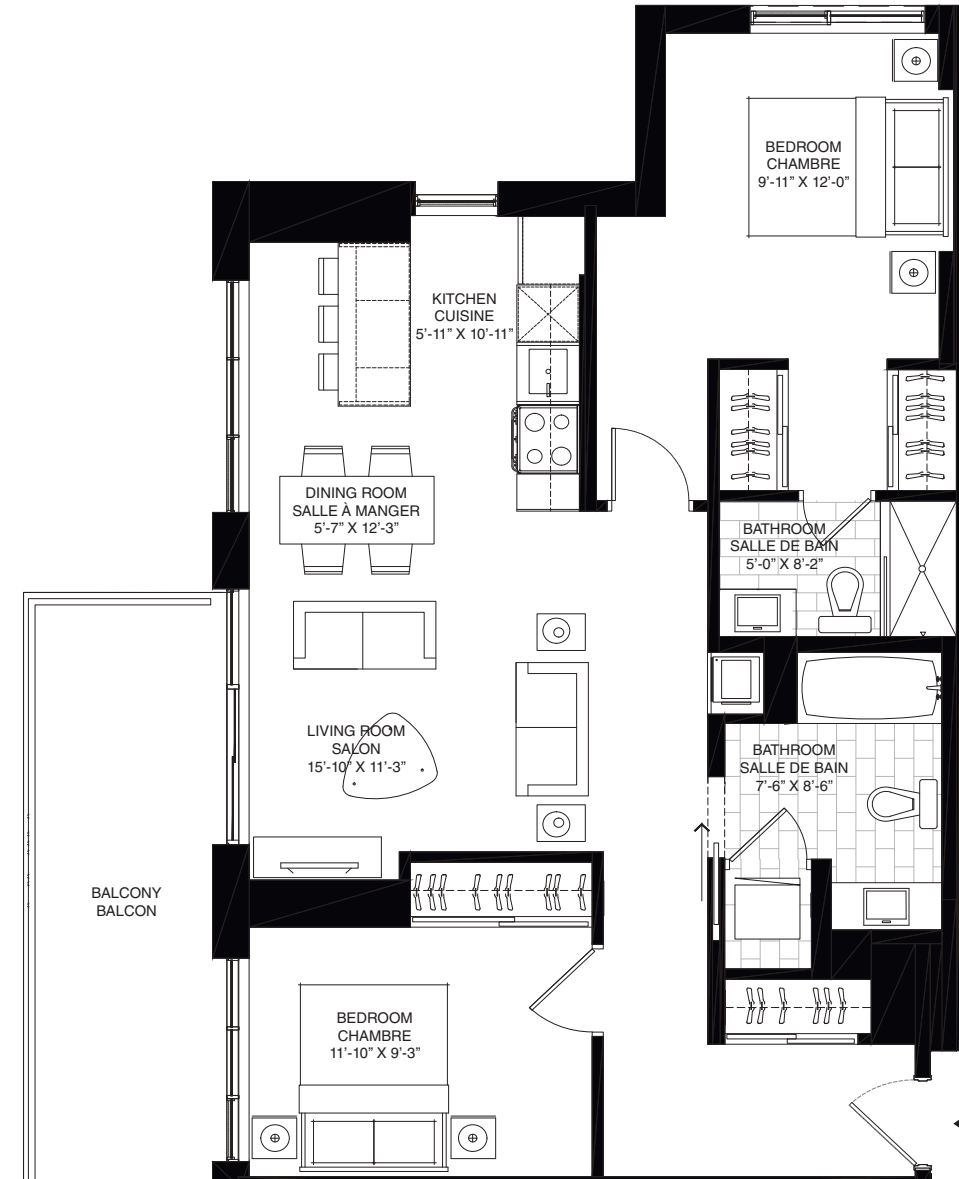 BEDROOM
CHAMBRE
9’-11” X 12’-0”
KITCHEN
CUISINE
5’-11” X 10’-11”
DINING ROOM
SALLE À MANGER
5’-7” X 12’-3”
BATHROOM
SALLE DE BAIN
5’-0” X 8’-2”
LIVING ROOM
SALON
15’-10” X 11’-3”
BATHROOM
SALLE DE BAIN
7’-6” X 8’-6”
BALCONY
BALCON
BEDROOM
CHAMBRE
11’-10” X 9’-3”